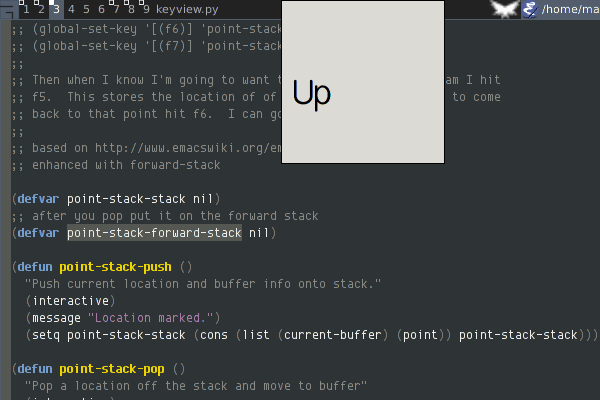 1 2 3 4 5 6 7 8 9 keyview.py /home/ma
;; (global-set-key '[(f6)] 'point-stac
;; (global-set-key '[(f7)] 'point-stac
;;
;; Then when I know I'm going to want t am I hit
;; f5. This stores the location of of to come
;; back to that point hit f6. I can go
;;
;; based on http://www.emacswiki.org/em
;; enhanced with forward-stack
Up
(defvar point-stack-stack nil)
;; after you pop put it on the forward stack
(defvar point-stack-forward-stack nil)
(defun point-stack-push ()
"Push current location and buffer info onto stack."
(interactive)
(message "Location marked.")
(setq point-stack-stack (cons (list (current-buffer) (point)) point-stack-stack)))
(defun point-stack-pop ()
"Pop a location off the stack and move to buffer"